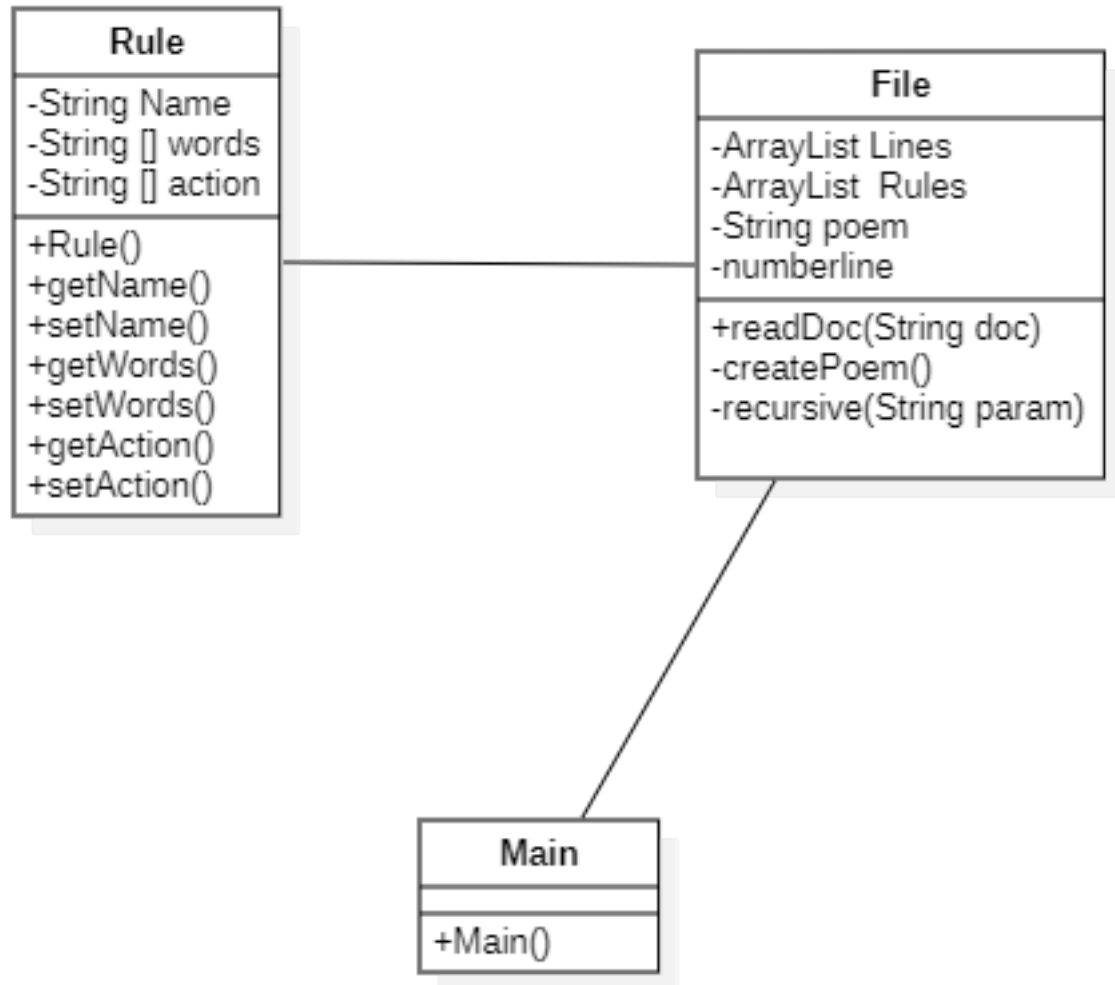 Rule
-String Name
-String [] words
-String [] action
+Rule()
+getName()
+setName()
+getWords()
+setWords()
+getAction()
+setAction()
File
-ArrayList Lines
-ArrayList  Rules
-String poem
-numberline
+readDoc(String doc)
-createPoem()
-recursive(String param)
Main
+Main()